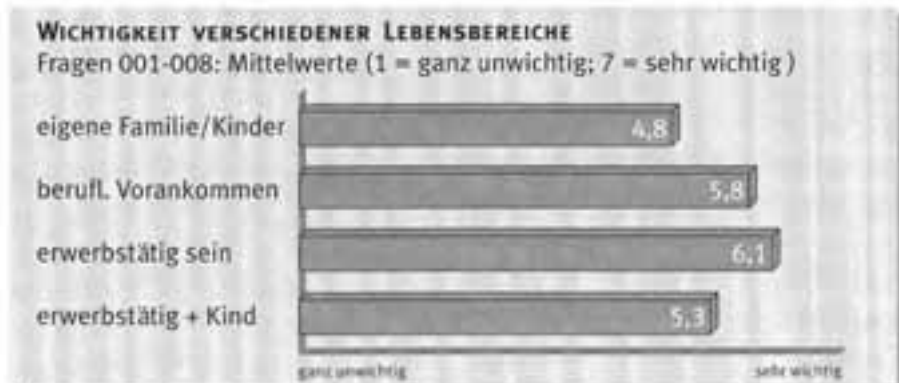 WICHTIGKEIT VERSCHIEDENER LEBENSBEREICHE
Fragen 001-008: Mittelwerte (1 = ganz unwichtig; 7 = sehr wichtig)
eigene Familie/Kinder 4,8
berufl. Vorankommen 5,8
erwerbstätig sein 6,1
erwerbstätig + Kind 5,3
ganz unwichtig sehr wichtig